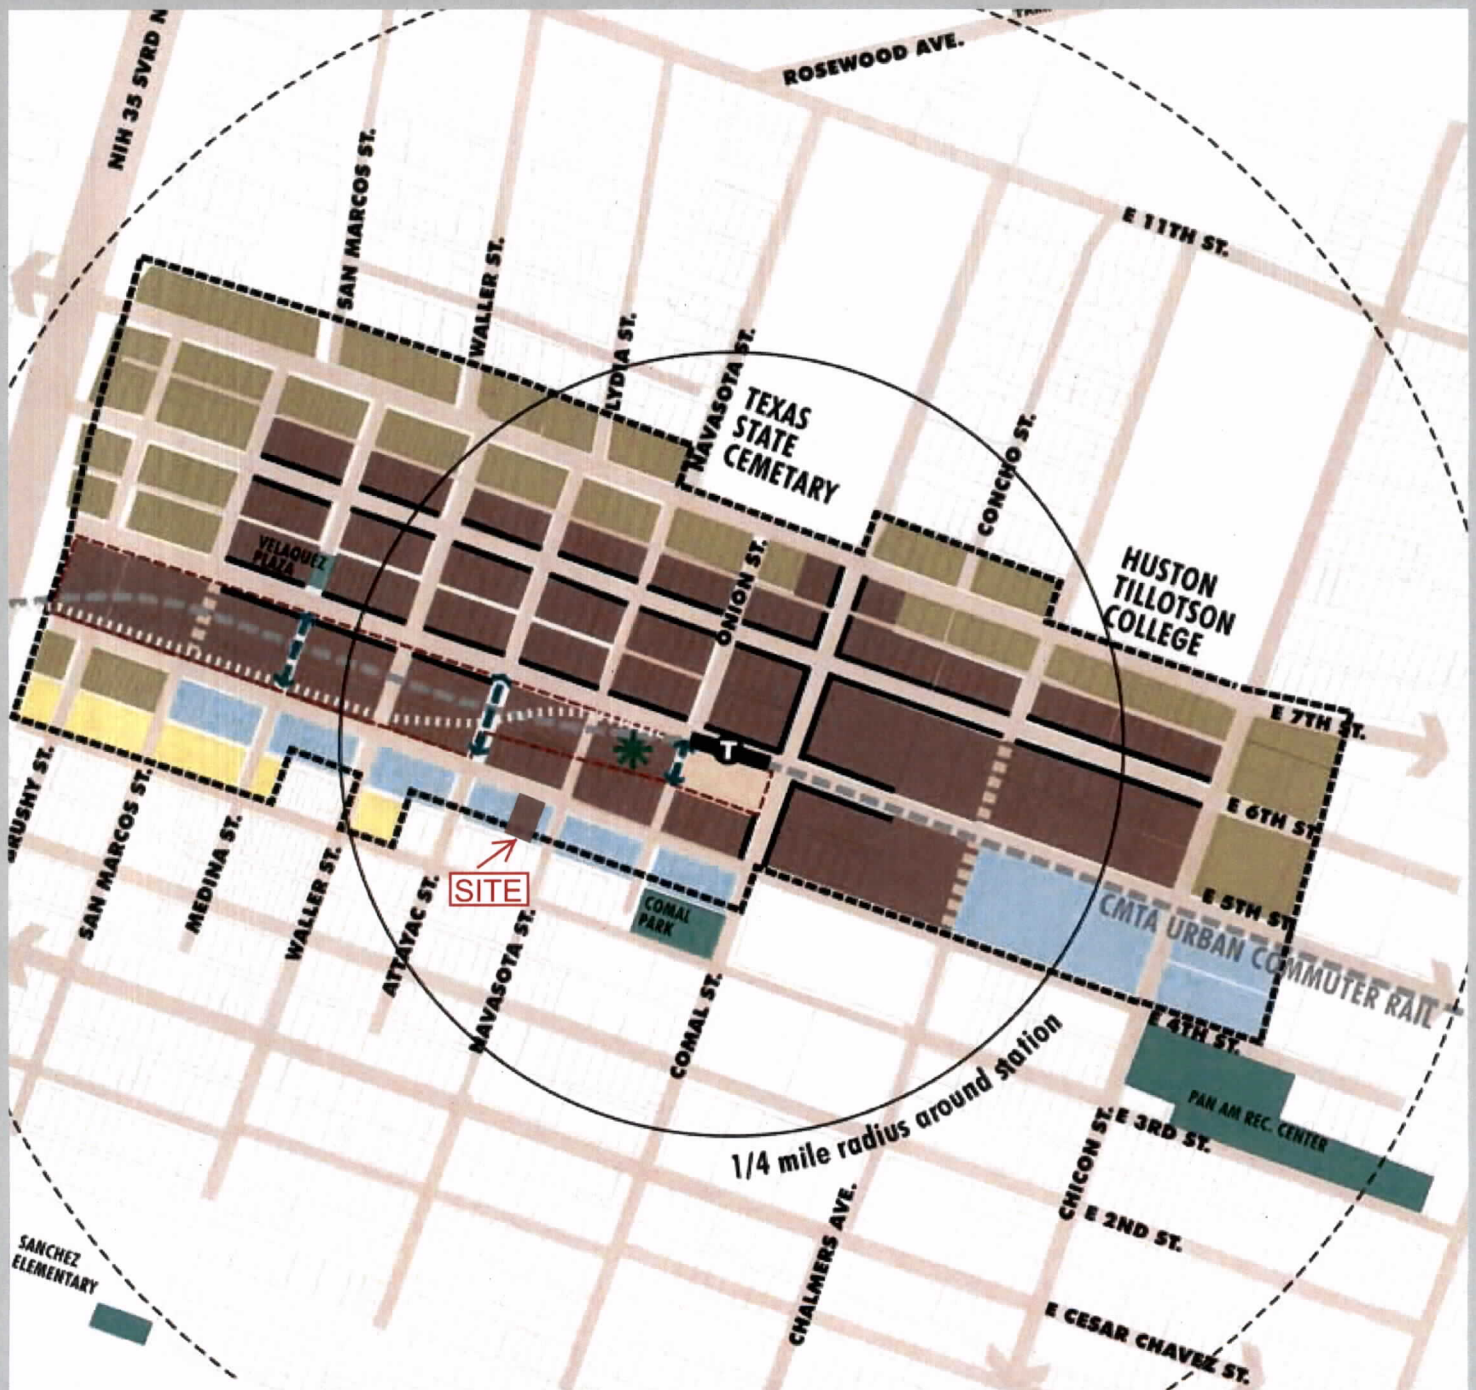 NIH 35 SVRD N
ROSEWOOD AVE.
SAN MARCOS ST.
WALLER ST.
LYDIA ST.
NAVASOTA ST.
E 11TH ST.
TEXAS
STATE
CEMETARY
CONCHO ST.
HUSTON
TILLOTSON
COLLEGE
ONION ST.
VELAQUEZ
PLAZA
E 7TH ST.
T
E 6TH ST.
E 5TH ST.
CMTA URBAN COMMUTER RAIL
SAN MARCOS ST.
MEDINA ST.
WALLER ST.
ATTAYAC ST.
NAVASOTA ST.
SITE
COMAL
PARK
COMAL ST.
E 4TH ST.
PAN AM REC. CENTER
E 3RD ST.
1/4 mile radius around station
CHICON ST.
E 2ND ST.
CHALMERS AVE.
E CESAR CHAVEZ ST.
SANCHEZ
ELEMENTARY